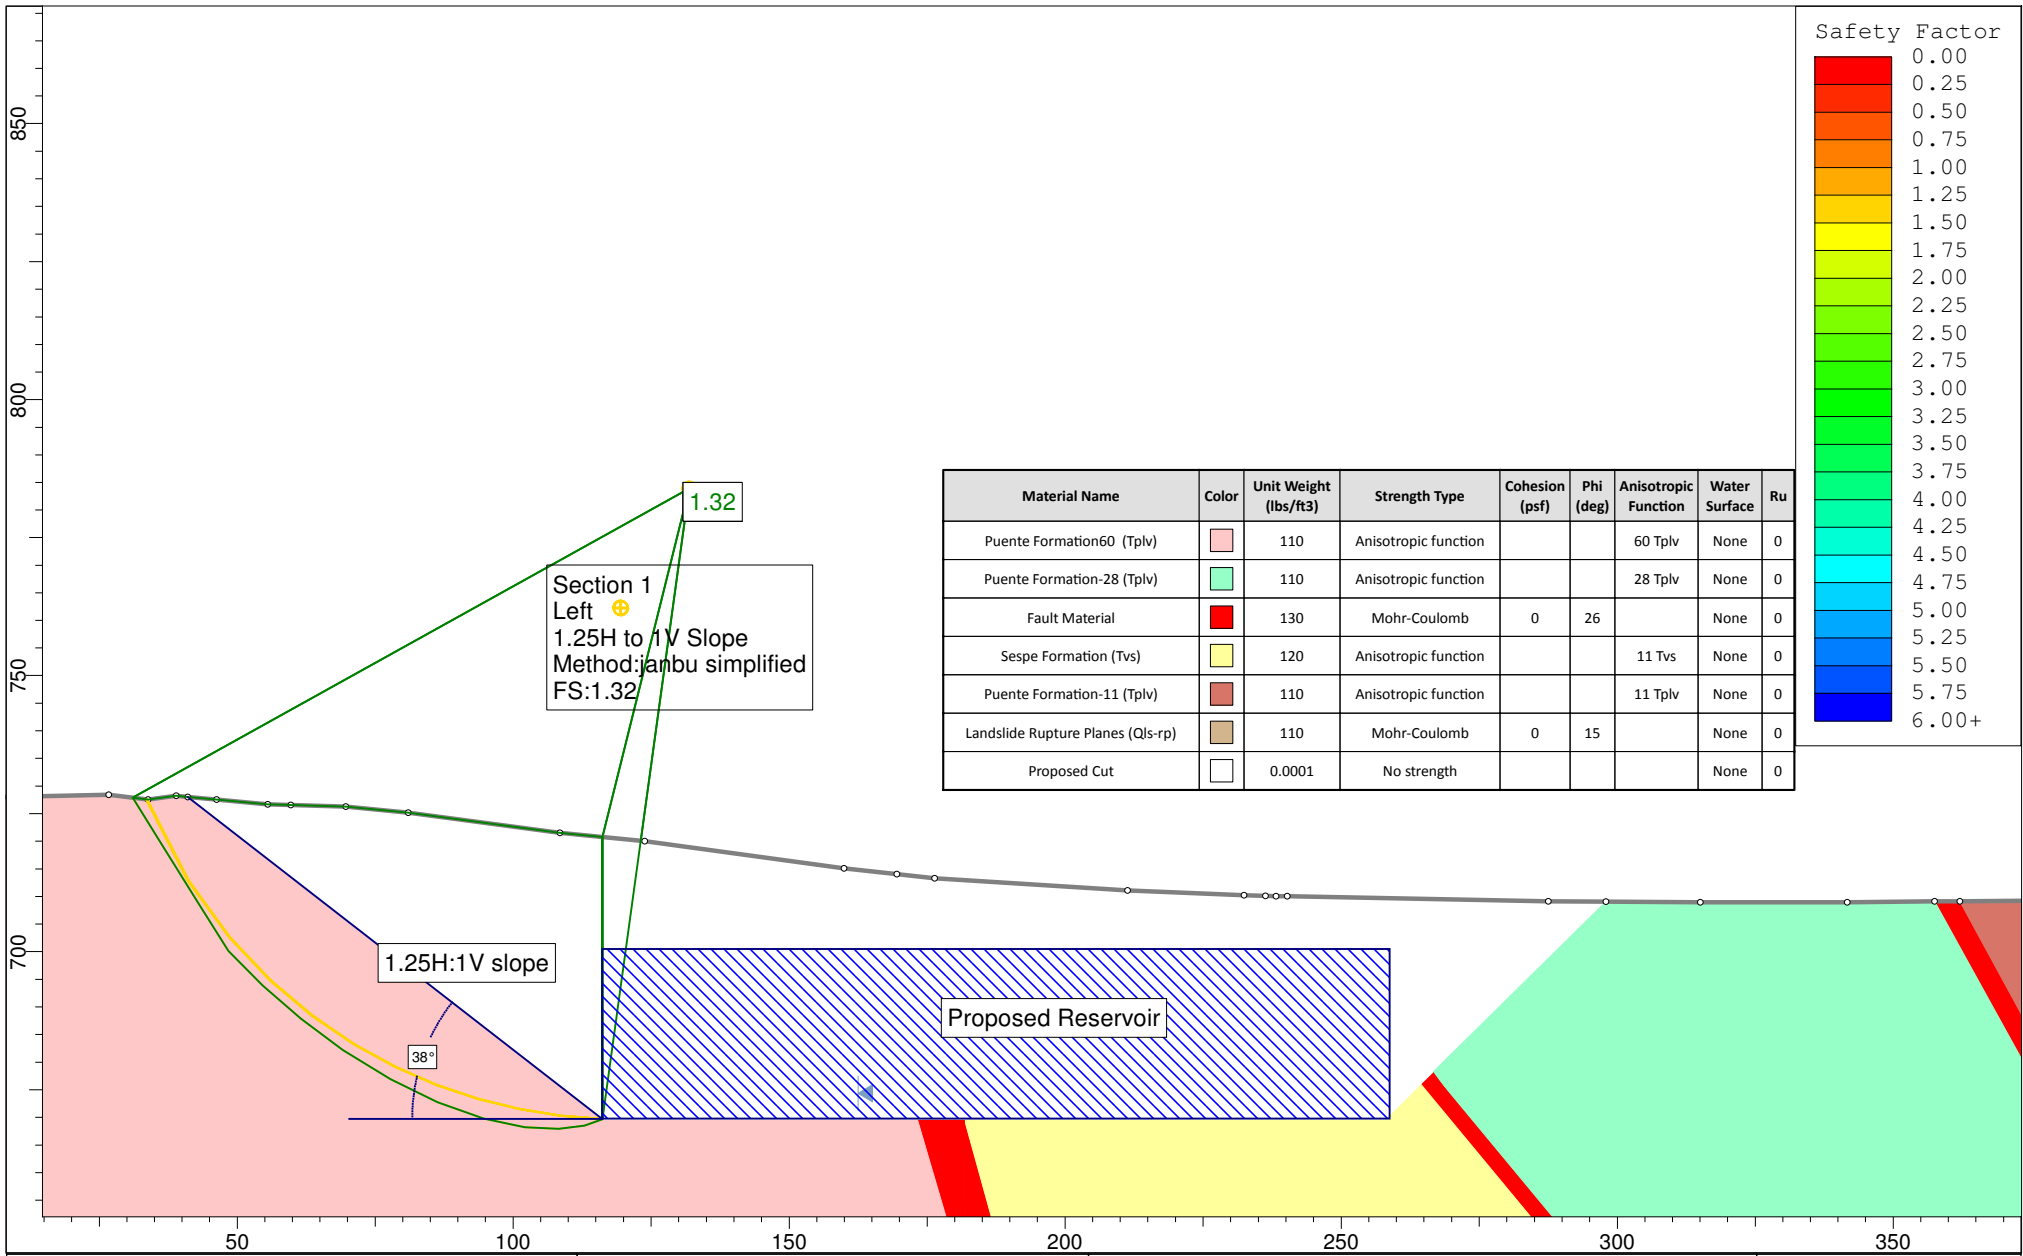 Safety Factor
0.00
0.25
0.50
0.75
1.00
1.25
1.50
1.75
2.00
2.25
2.50
2.75
3.00
3.25
3.50
3.75
4.00
4.25
4.50
4.75
5.00
5.25
5.50
5.75
6.00+
850
800
750
700
1.32
Section 1
Left
1.25H to 1V Slope
Method:janbu simplified
FS:1.32
Material Name Color Unit Weight (lbs/ft3) Strength Type Cohesion (psf) Phi (deg) Anisotropic Function Water Surface Ru
Puente Formation60 (Tplv) 110 Anisotropic function 60 Tplv None 0
Puente Formation-28 (Tplv) 110 Anisotropic function 28 Tplv None 0
Fault Material 130 Mohr-Coulomb 0 26 None 0
Sespe Formation (Tvs) 120 Anisotropic function 11 Tvs None 0
Puente Formation-11 (Tplv) 110 Anisotropic function 11 Tplv None 0
Landslide Rupture Planes (Qls-rp) 110 Mohr-Coulomb 0 15 None 0
Proposed Cut 0.0001 No strength None 0
1.25H:1V slope
Proposed Reservoir
38°
50 100 150 200 250 300 350